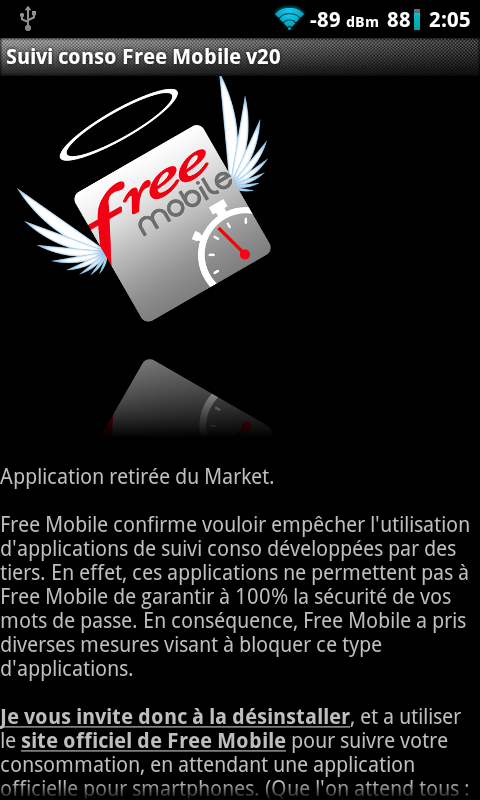 -89 dBm 88 2:05
Suivi conso Free Mobile v20
free
mobile
Application retirée du Market.
Free Mobile confirme vouloir empêcher l'utilisation
d'applications de suivi conso développées par des
tiers. En effet, ces applications ne permettent pas à
Free Mobile de garantir à 100% la sécurité de vos
mots de passe. En conséquence, Free Mobile a pris
diverses mesures visant à bloquer ce type
d'applications.
Je vous invite donc à la désinstaller, et a utiliser
le site officiel de Free Mobile pour suivre votre
consommation, en attendant une application
officielle pour smartphones. (Que l'on attend tous :